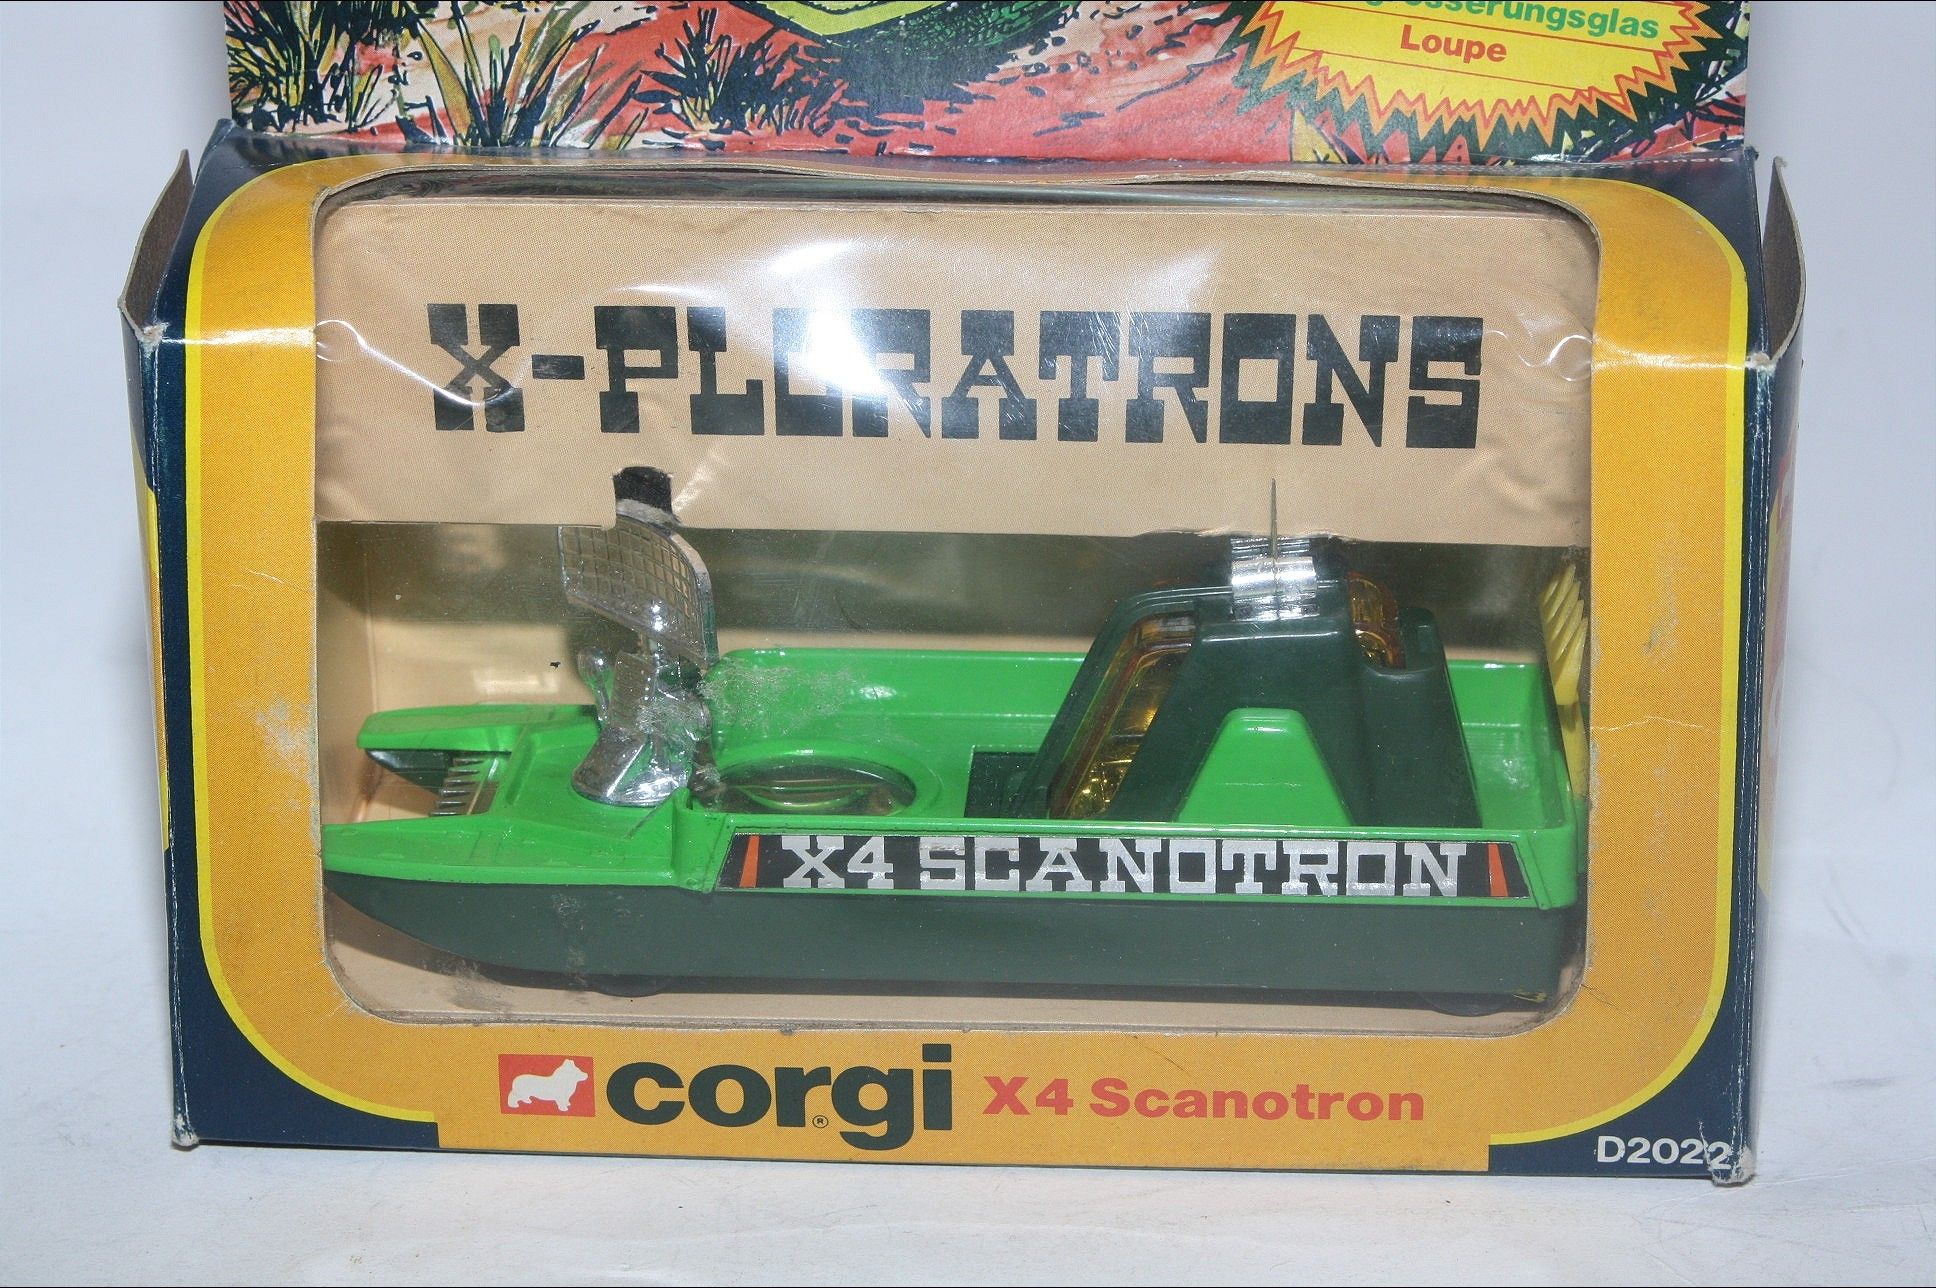 Loupe
X-PLORATRONS
X4 SCANOTRON
corgi® X4 Scanotron
D2022